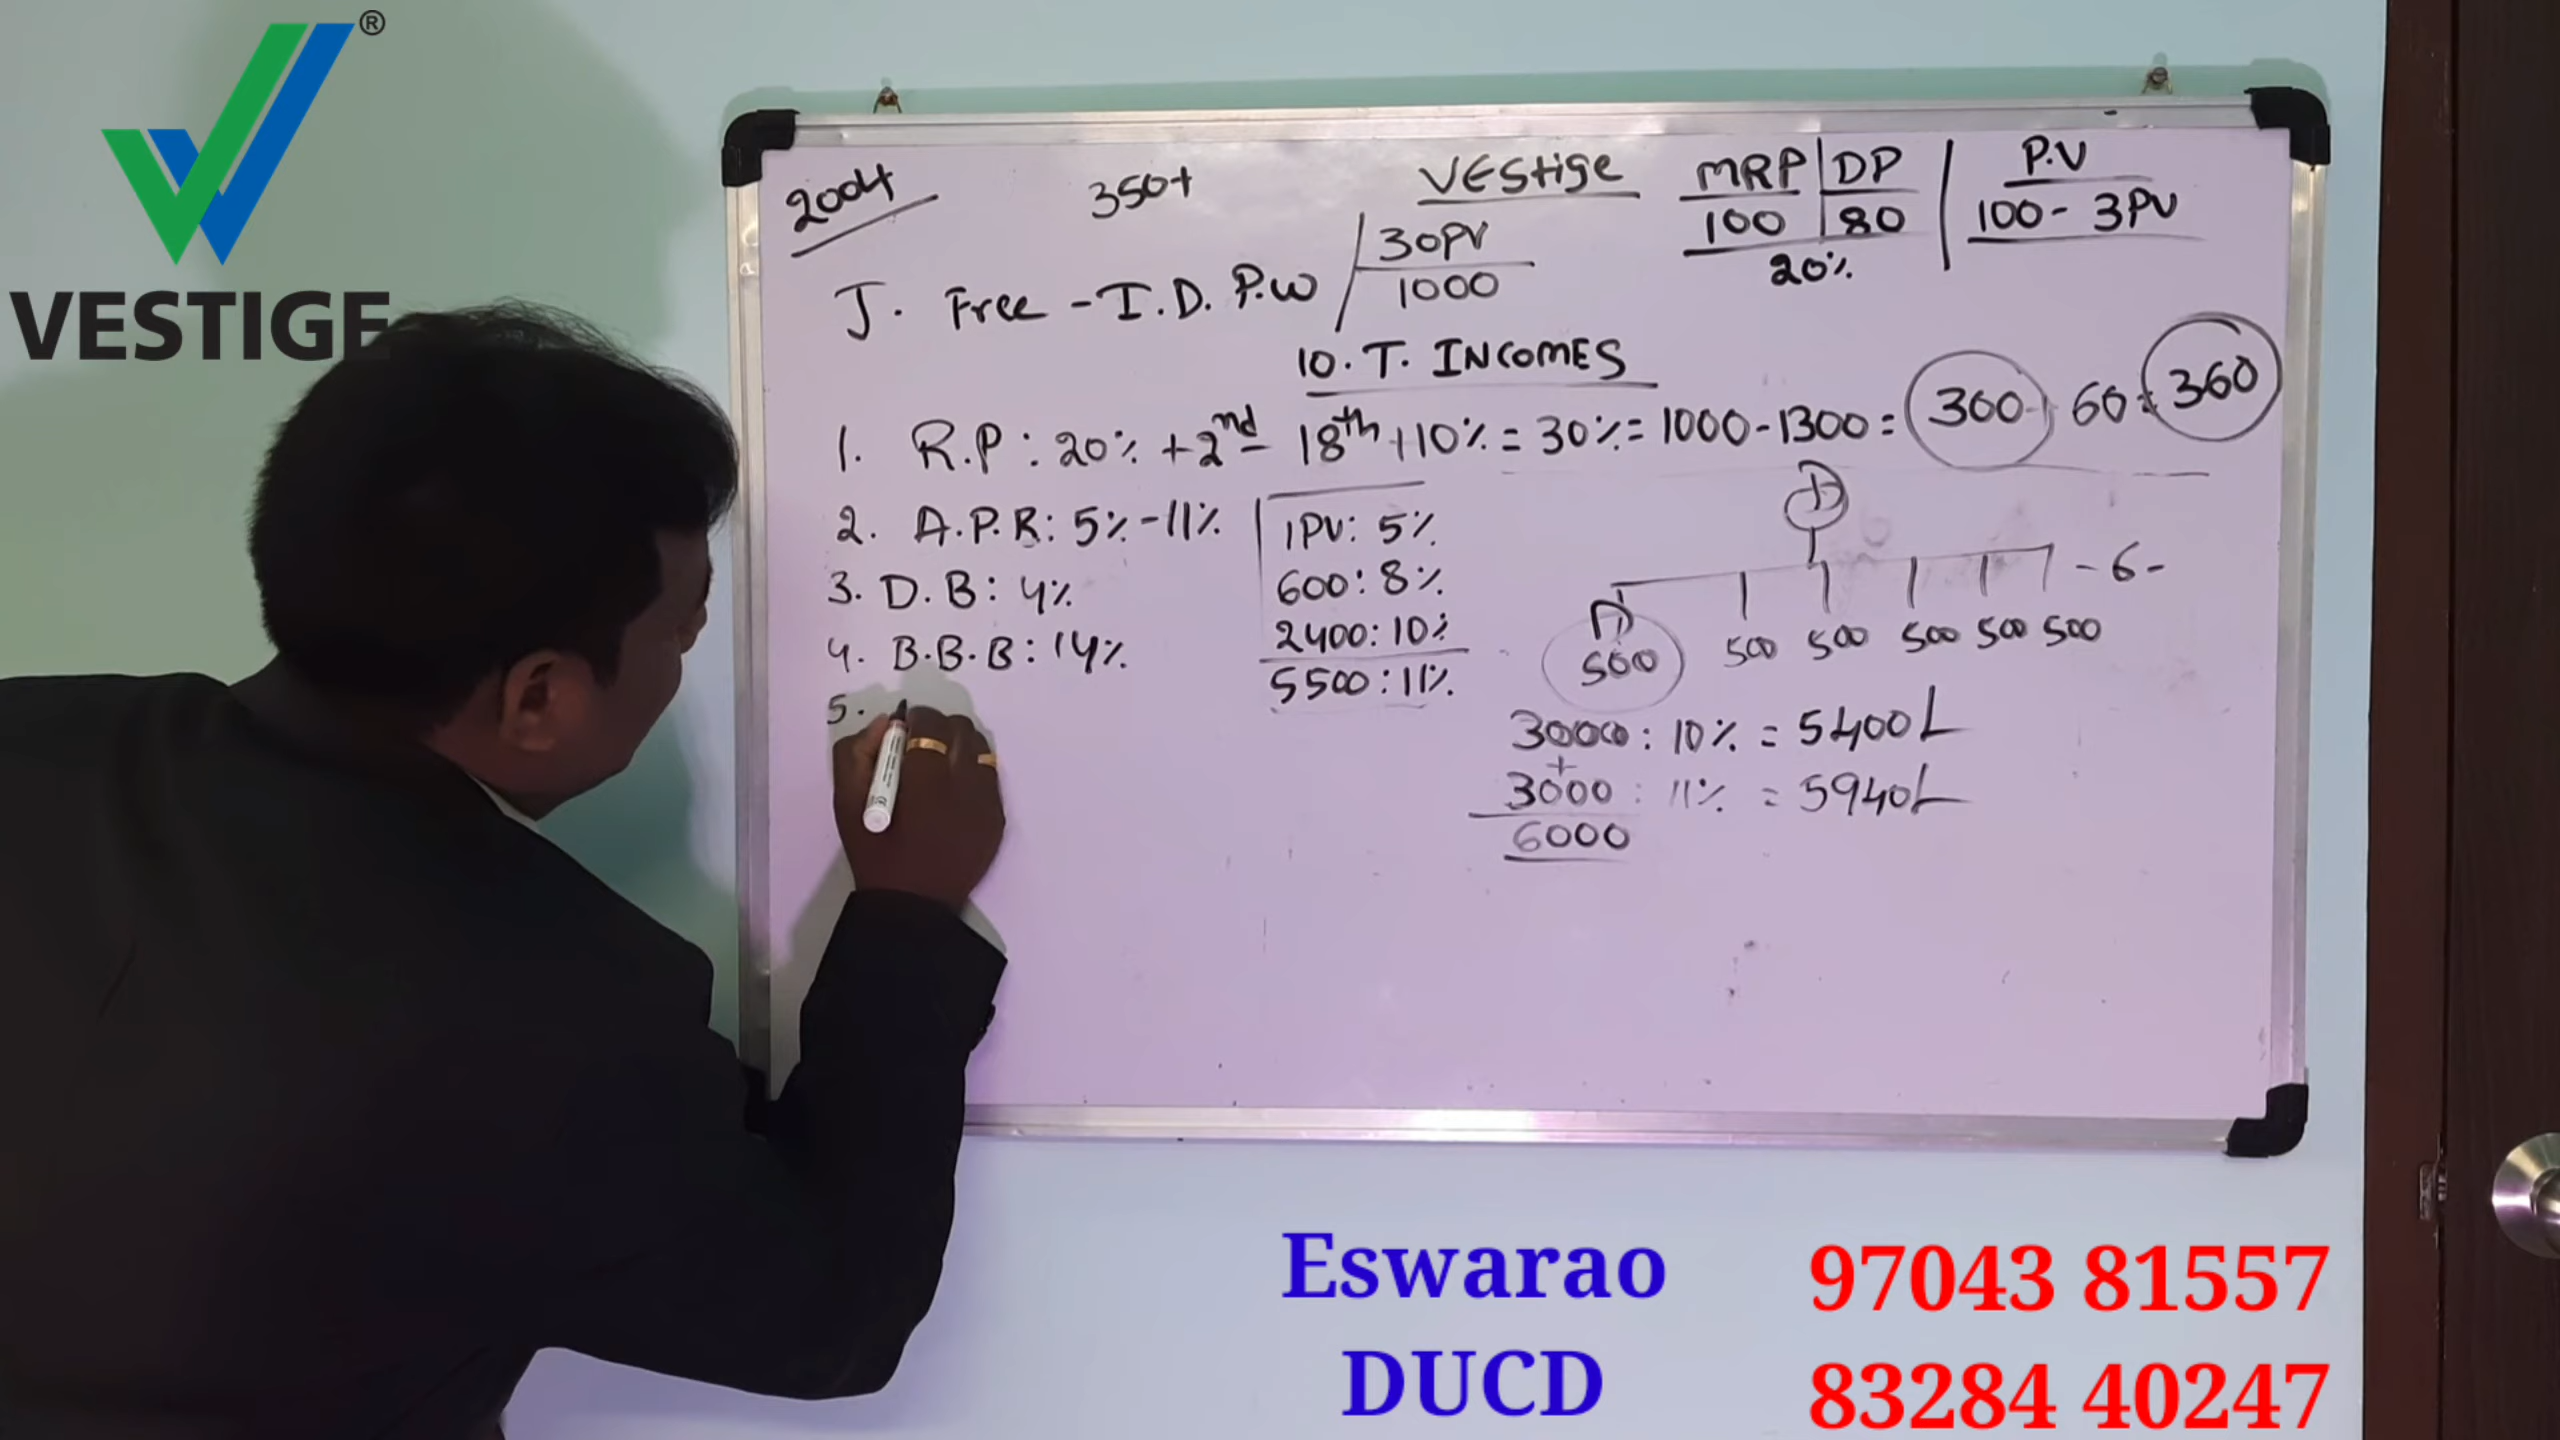 VESTIGE ®
2004 350+ VEStige MRP DP P.V
100 80 100 - 3PV
20%
J. Free - I.D. P.W 30PV
1000
10. T. INCOMES
1. R.P : 20% + 2nd - 18th + 10% = 30% = 1000 - 1300 = 300 + 60 = 360
2. A.P.R: 5% - 11%
3. D.B: 4%
4. B.B.B: 14%
5.
1PV: 5%
600: 8%
2400: 10%
5500: 11%
D
- 6 -
D
500 500 500 500 500 500
3000 : 10% = 5400/-
+
3000 : 11% = 5940/-
6000
Eswarao 97043 81557
DUCD 83284 40247